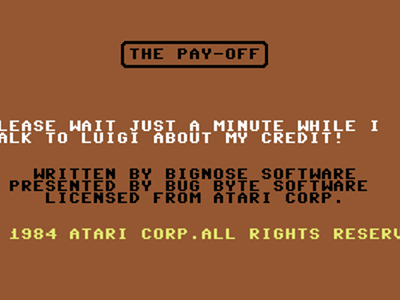 THE PAY-OFF
LEASE WAIT JUST A MINUTE WHILE I
ALK TO LUIGI ABOUT MY CREDIT!
WRITTEN BY BIGNOSE SOFTWARE
PRESENTED BY BUG BYTE SOFTWARE
LICENSED FROM ATARI CORP.
1984 ATARI CORP.ALL RIGHTS RESERV